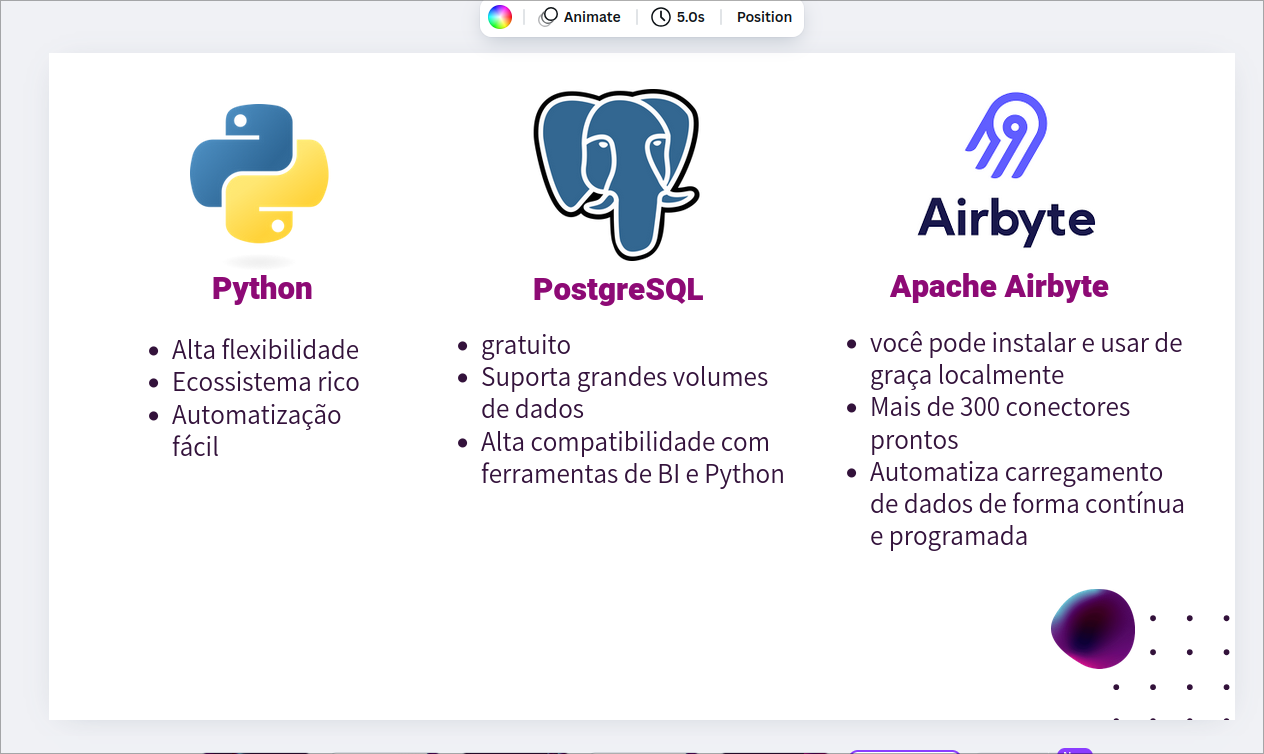 Animate
5.0s
Position
Airbyte
Python
PostgreSQL
Apache Airbyte
Alta flexibilidade
Ecossistema rico
Automatização
fácil
gratuito
Suporta grandes volumes
de dados
Alta compatibilidade com
ferramentas de BI e Python
você pode instalar e usar de
graça localmente
Mais de 300 conectores
prontos
Automatiza carregamento
de dados de forma contínua
e programada